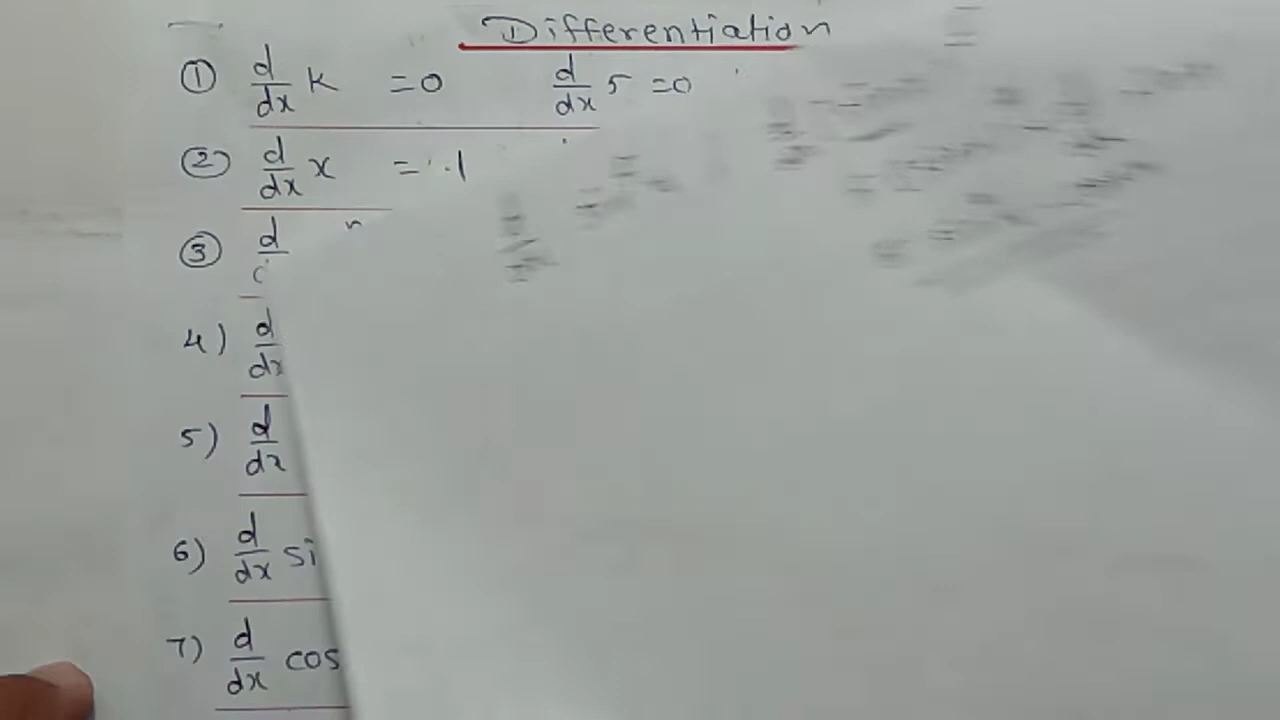 Differentiation
① d/dx K = 0 d/dx 5 = 0
② d/dx x = 1
③ d n
4) d/dx
5) d/dx
6) d/dx si
7) d/dx cos